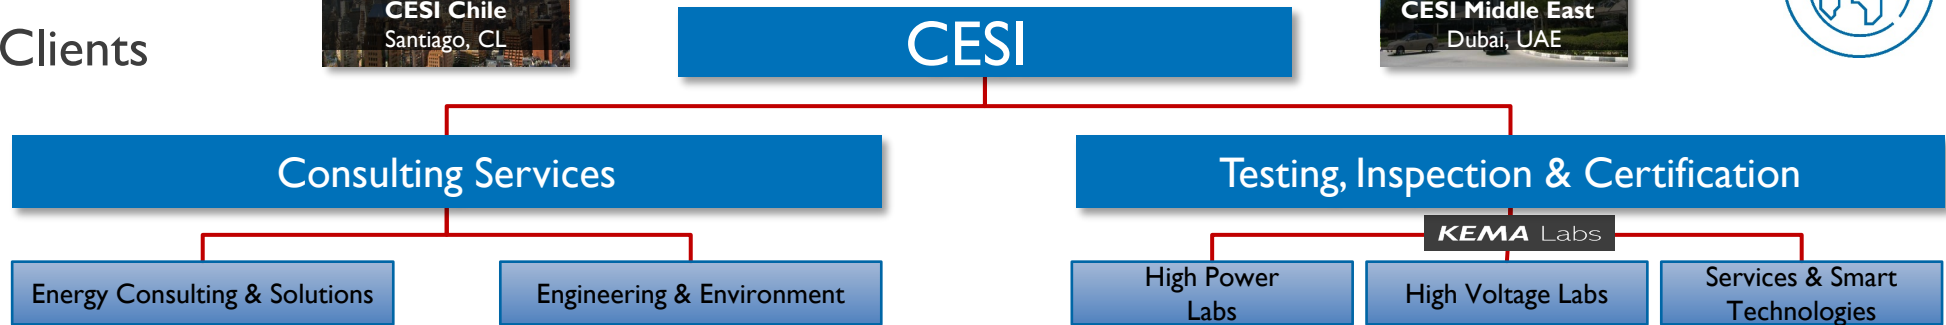 CESI Chile
Santiago, CL
Clients
CESI
CESI Middle East
Dubai, UAE
Consulting Services
Testing, Inspection & Certification
KEMA Labs
Energy Consulting & Solutions
Engineering & Environment
High Power
Labs
High Voltage Labs
Services & Smart
Technologies